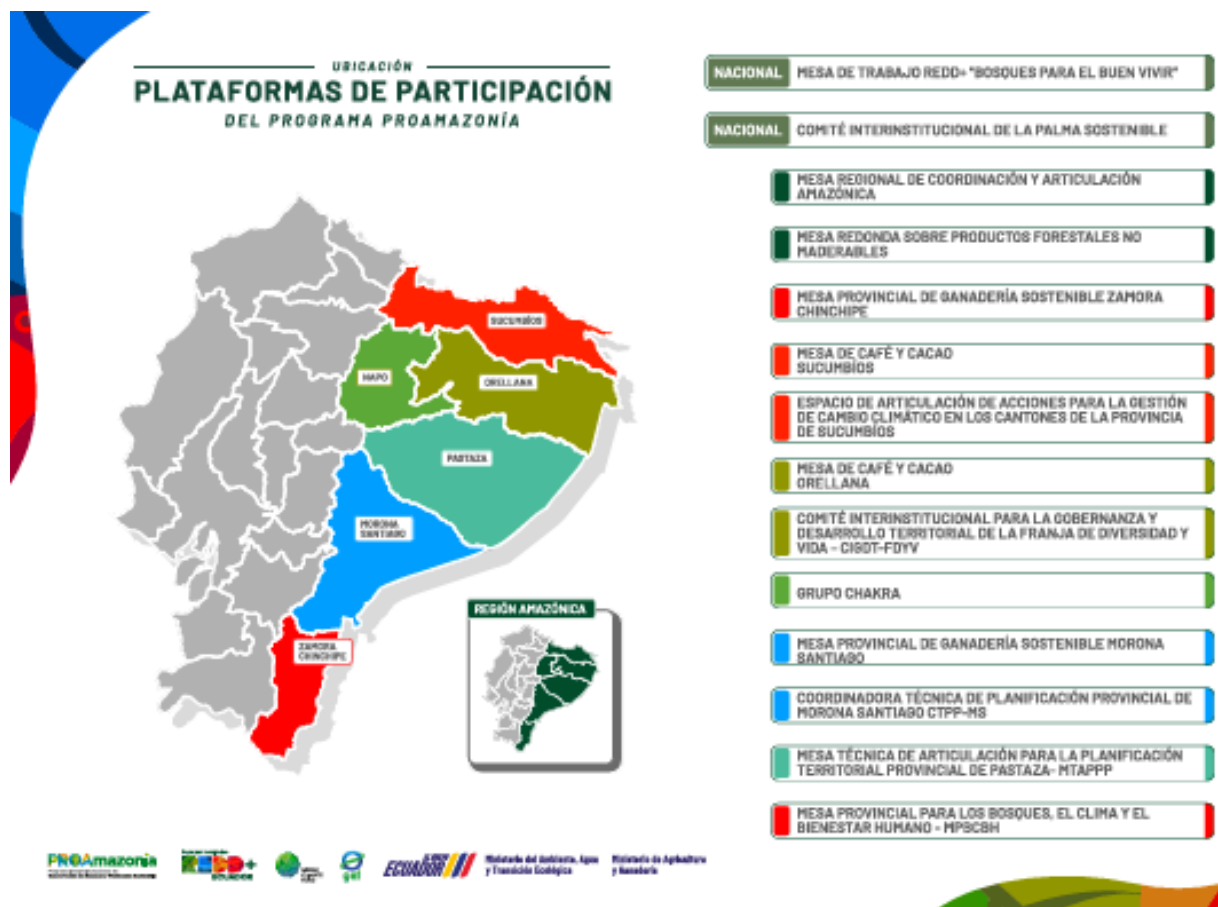 UBICACIÓN
PLATAFORMAS DE PARTICIPACIÓN
DEL PROGRAMA PROAMAZONÍA
SUCUMBÍOS
NAPO
ORELLANA
PASTAZA
MORONA
SANTIAGO
ZAMORA
CHINCHIPE
REGIÓN AMAZÓNICA
NACIONAL MESA DE TRABAJO REDD+ "BOSQUES PARA EL BUEN VIVIR"
NACIONAL COMITÉ INTERINSTITUCIONAL DE LA PALMA SOSTENIBLE
MESA REGIONAL DE COORDINACIÓN Y ARTICULACIÓN
AMAZÓNICA
MESA REDONDA SOBRE PRODUCTOS FORESTALES NO
MADERABLES
MESA PROVINCIAL DE GANADERÍA SOSTENIBLE ZAMORA
CHINCHIPE
MESA DE CAFÉ Y CACAO
SUCUMBÍOS
ESPACIO DE ARTICULACIÓN DE ACCIONES PARA LA GESTIÓN
DE CAMBIO CLIMÁTICO EN LOS CANTONES DE LA PROVINCIA
DE SUCUMBÍOS
MESA DE CAFÉ Y CACAO
ORELLANA
COMITÉ INTERINSTITUCIONAL PARA LA GOBERNANZA Y
DESARROLLO TERRITORIAL DE LA FRANJA DE DIVERSIDAD Y
VIDA - CIGDT-FDYV
GRUPO CHAKRA
MESA PROVINCIAL DE GANADERÍA SOSTENIBLE MORONA
SANTIAGO
COORDINADORA TÉCNICA DE PLANIFICACIÓN PROVINCIAL DE
MORONA SANTIAGO CTPP-MS
MESA TÉCNICA DE ARTICULACIÓN PARA LA PLANIFICACIÓN
TERRITORIAL PROVINCIAL DE PASTAZA- MTAPPP
MESA PROVINCIAL PARA LOS BOSQUES, EL CLIMA Y EL
BIENESTAR HUMANO - MPBCBH
PROAmazonía
REDD+
ECUADOR
gef
ECUADOR
Ministerio del Ambiente, Agua
y Transición Ecológica
Ministerio de Agricultura
y Ganadería